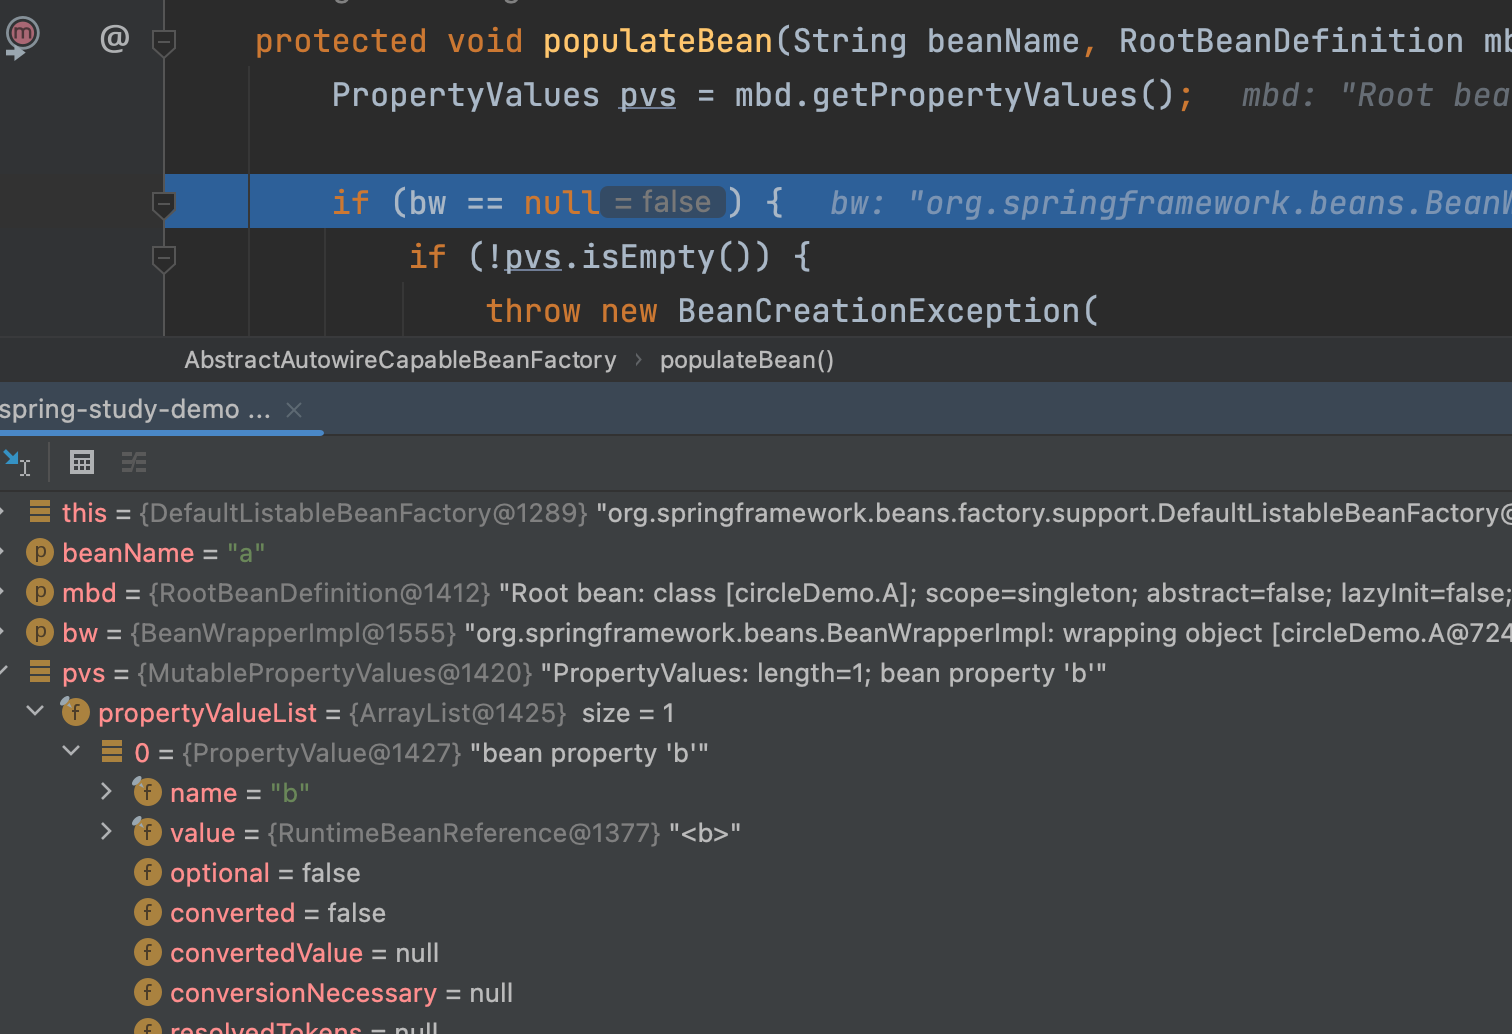 @ protected void populateBean(String beanName, RootBeanDefinition mb
PropertyValues pvs = mbd.getPropertyValues(); mbd: "Root bea
if (bw == null = false ) { bw: "org.springframework.beans.BeanW
if (!pvs.isEmpty()) {
throw new BeanCreationException(
AbstractAutowireCapableBeanFactory › populateBean()
spring-study-demo ... ×
this = {DefaultListableBeanFactory@1289} "org.springframework.beans.factory.support.DefaultListableBeanFactory@
p beanName = "a"
p mbd = {RootBeanDefinition@1412} "Root bean: class [circleDemo.A]; scope=singleton; abstract=false; lazyInit=false;
p bw = {BeanWrapperImpl@1555} "org.springframework.beans.BeanWrapperImpl: wrapping object [circleDemo.A@724
pvs = {MutablePropertyValues@1420} "PropertyValues: length=1; bean property 'b'"
f propertyValueList = {ArrayList@1425} size = 1
0 = {PropertyValue@1427} "bean property 'b'"
f name = "b"
f value = {RuntimeBeanReference@1377} "<b>"
f optional = false
f converted = false
f convertedValue = null
f conversionNecessary = null
f resolvedTokens = null